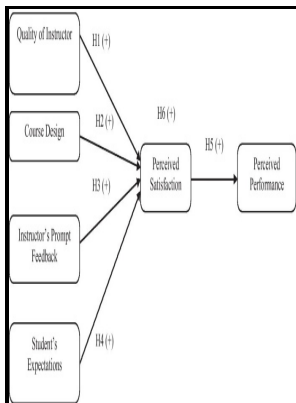 Quality of Instructor
H1 (+)
H6 (+)
Course Design
H2 (+)
H5 (+)
Perceived
Satisfaction
Perceived
Performance
H3 (+)
Instructor's Prompt
Feedback
Student's
Expectations
H4 (+)